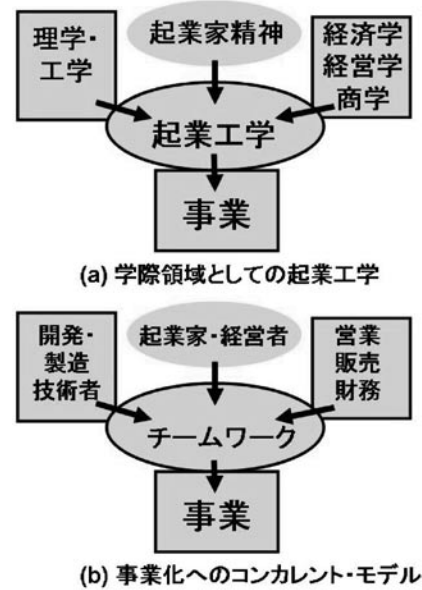 理学・
工学
起業家精神
経済学
経営学
商学
起業工学
事業
(a) 学際領域としての起業工学
開発・
製造
技術者
起業家・経営者
営業
販売
財務
チームワーク
事業
(b) 事業化へのコンカレント・モデル